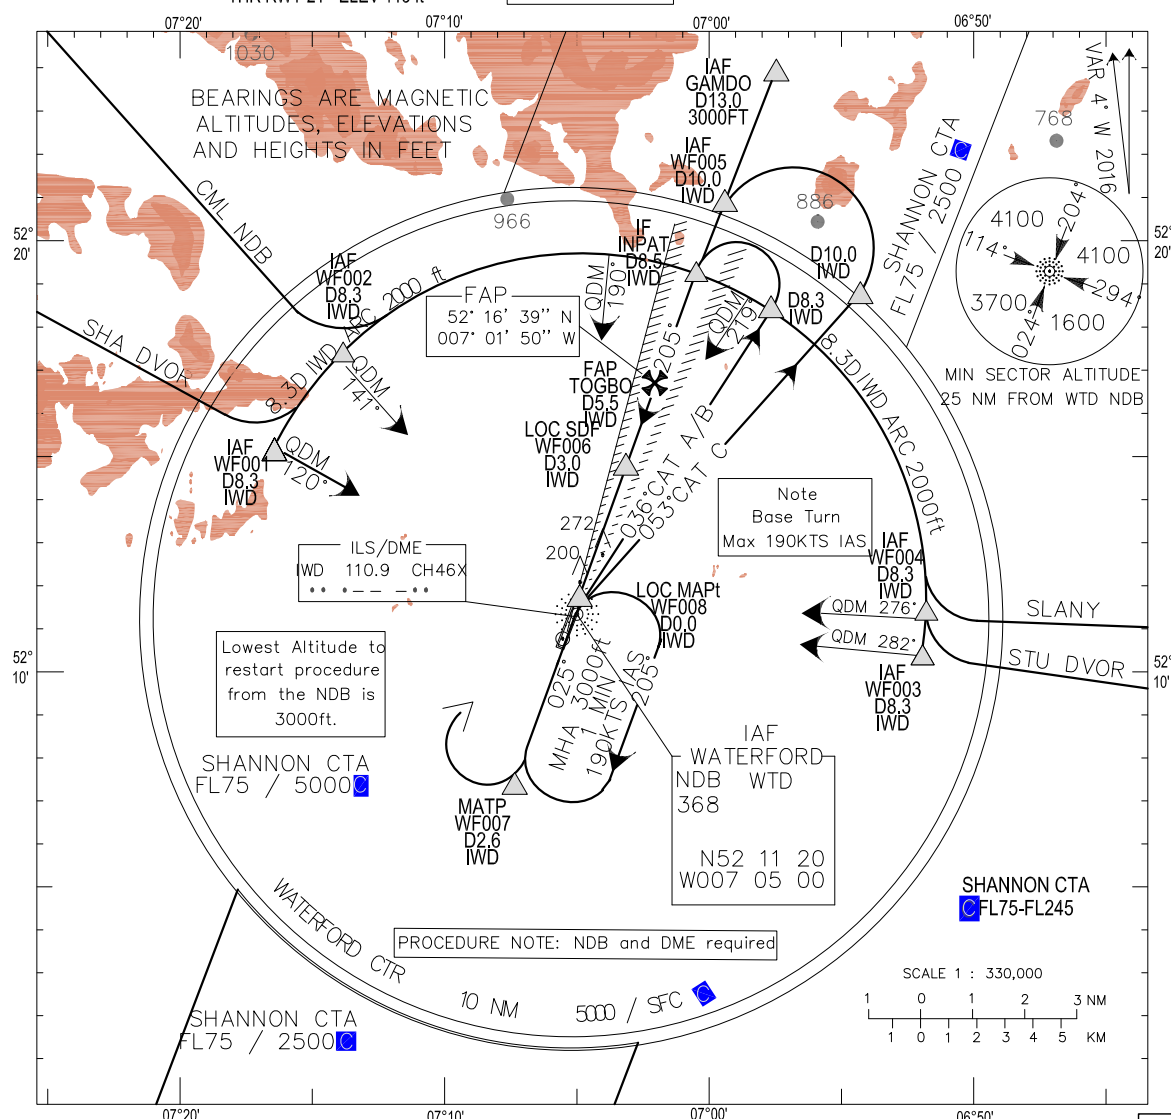 07°20'
07°10'
07°00'
06°50'
1030
BEARINGS ARE MAGNETIC
ALTITUDES, ELEVATIONS
AND HEIGHTS IN FEET
IAF
GAMDO
D13.0
3000FT
IAF
WF005
D10.0
IWD
VAR 4° W 2016
768
SHANNON CTA
FL75 / 2500
C
4100
204°
114°
4100
294°
3700
024°
1600
MIN SECTOR ALTITUDE
25 NM FROM WTD NDB
CML NDB
966
886
52°
20'
52°
20'
IF
INPAT
D8.5
IWD
D10.0
IWD
IAF
WF002
D8.3
IWD
8.3D IWD ARC 2000 ft
QDM
190°
FAP
52° 16' 39'' N
007° 01' 50'' W
QDM
219°
D8.3
IWD
SHA DVOR
QDM
141°
205°
8.3D IWD ARC 2000ft
FAP
TOGBO
D5.5
IWD
IAF
WF001
D8.3
IWD
QDM
120°
LOC SDF
WF006
D3.0
IWD
036°CAT A/B
053°CAT C
Note
Base Turn
Max 190KTS IAS
272
200
ILS/DME
IWD 110.9 CH46X
IAF
WF004
D8.3
IWD
LOC MAPt
WF008
D0.0
IWD
QDM 276°
SLANY
QDM 282°
STU DVOR
IAF
WF003
D8.3
IWD
52°
10'
52°
10'
Lowest Altitude to
restart procedure
from the NDB is
3000ft.
025°
MHA 3000ft
1 MIN
190KTS IAS
205°
IAF
WATERFORD
NDB WTD
368
N52 11 20
W007 05 00
SHANNON CTA
FL75 / 5000
C
MATP
WF007
D2.6
IWD
SHANNON CTA
C FL75-FL245
WATERFORD CTR
10 NM
5000 / SFC
C
PROCEDURE NOTE: NDB and DME required
SHANNON CTA
FL75 / 2500
C
SCALE 1 : 330,000
1 0 1 2 3 NM
1 0 1 2 3 4 5 KM
07°20'
07°10'
07°00'
06°50'